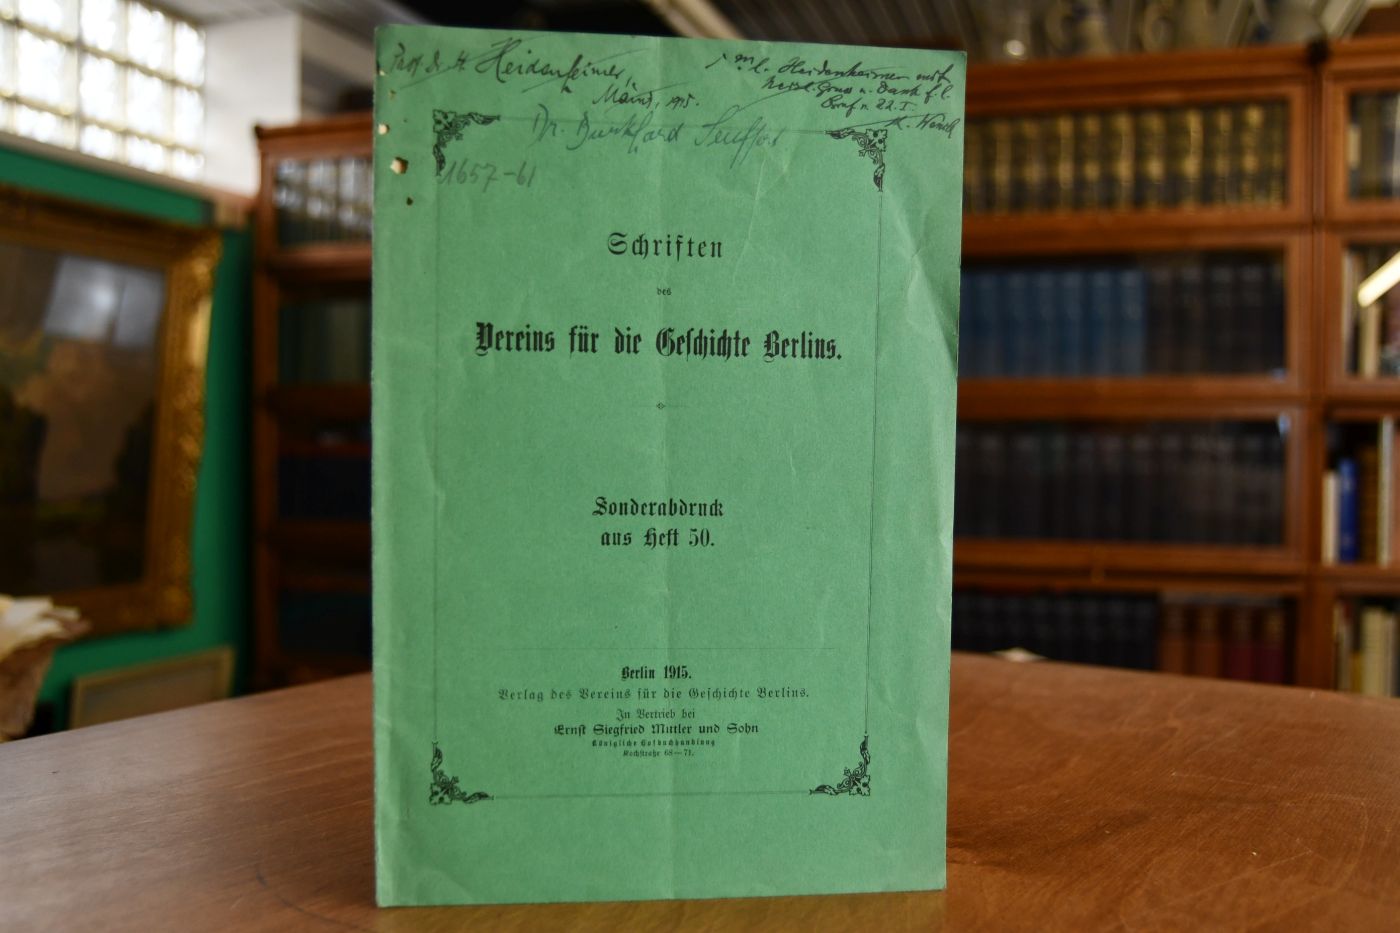 Prof. Dr. H. Heidenheimer,
Mainz, 1915.
Heidenheimer mit
Dr. Burkhard Seuffert
1657-61
Schriften
des
Vereins für die Geschichte Berlins.
Sonderabdruck
aus Heft 50.
Berlin 1915.
Verlag des Vereins für die Geschichte Berlins.
In Vertrieb bei
Ernst Siegfried Mittler und Sohn
Königliche Hofbuchhandlung
Kochstraße 68—71.